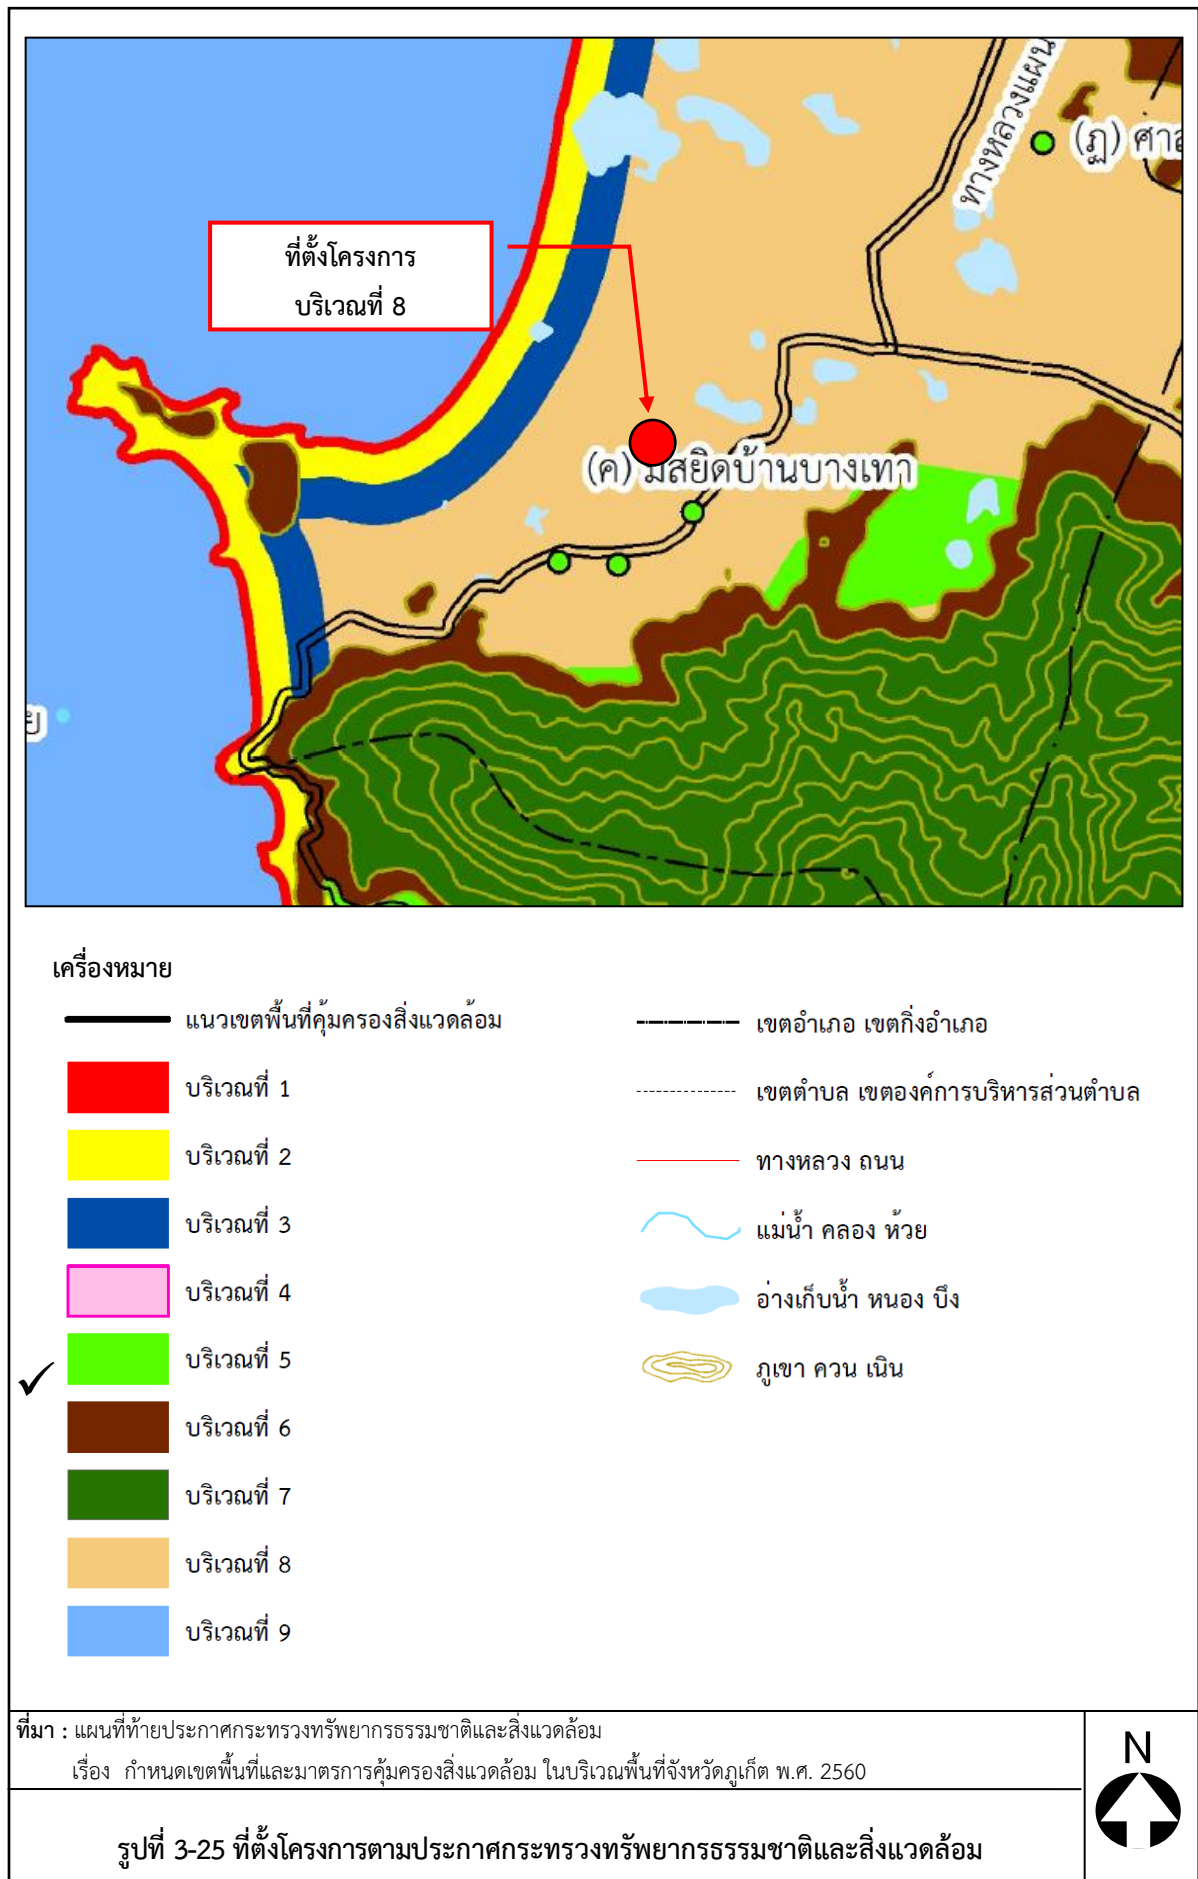 ทางหลวงแผ่น
(ฎ) ศาล
ที่ตั้งโครงการ
บริเวณที่ 8
(ค) มัสยิดบ้านบางเทา
ย
เครื่องหมาย
แนวเขตพื้นที่คุ้มครองสิ่งแวดล้อม
บริเวณที่ 1
บริเวณที่ 2
บริเวณที่ 3
บริเวณที่ 4
บริเวณที่ 5
บริเวณที่ 6
บริเวณที่ 7
บริเวณที่ 8
บริเวณที่ 9
เขตอำเภอ เขตกิ่งอำเภอ
เขตตำบล เขตองค์การบริหารส่วนตำบล
ทางหลวง ถนน
แม่น้ำ คลอง ห้วย
อ่างเก็บน้ำ หนอง บึง
ภูเขา ควน เนิน
ที่มา : แผนที่ท้ายประกาศกระทรวงทรัพยากรธรรมชาติและสิ่งแวดล้อม
เรื่อง กำหนดเขตพื้นที่และมาตรการคุ้มครองสิ่งแวดล้อม ในบริเวณพื้นที่จังหวัดภูเก็ต พ.ศ. 2560
N
รูปที่ 3-25 ที่ตั้งโครงการตามประกาศกระทรวงทรัพยากรธรรมชาติและสิ่งแวดล้อม